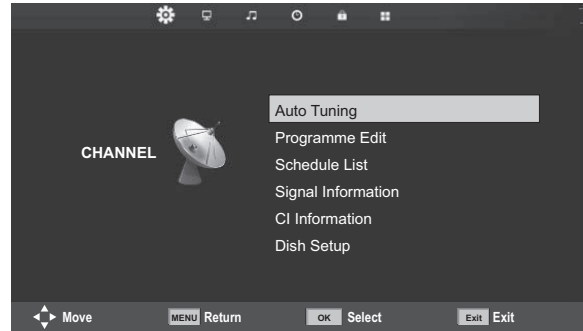 Auto Tuning
Programme Edit
CHANNEL
Schedule List
Signal Information
CI Information
Dish Setup
Move MENU Return OK Select Exit Exit